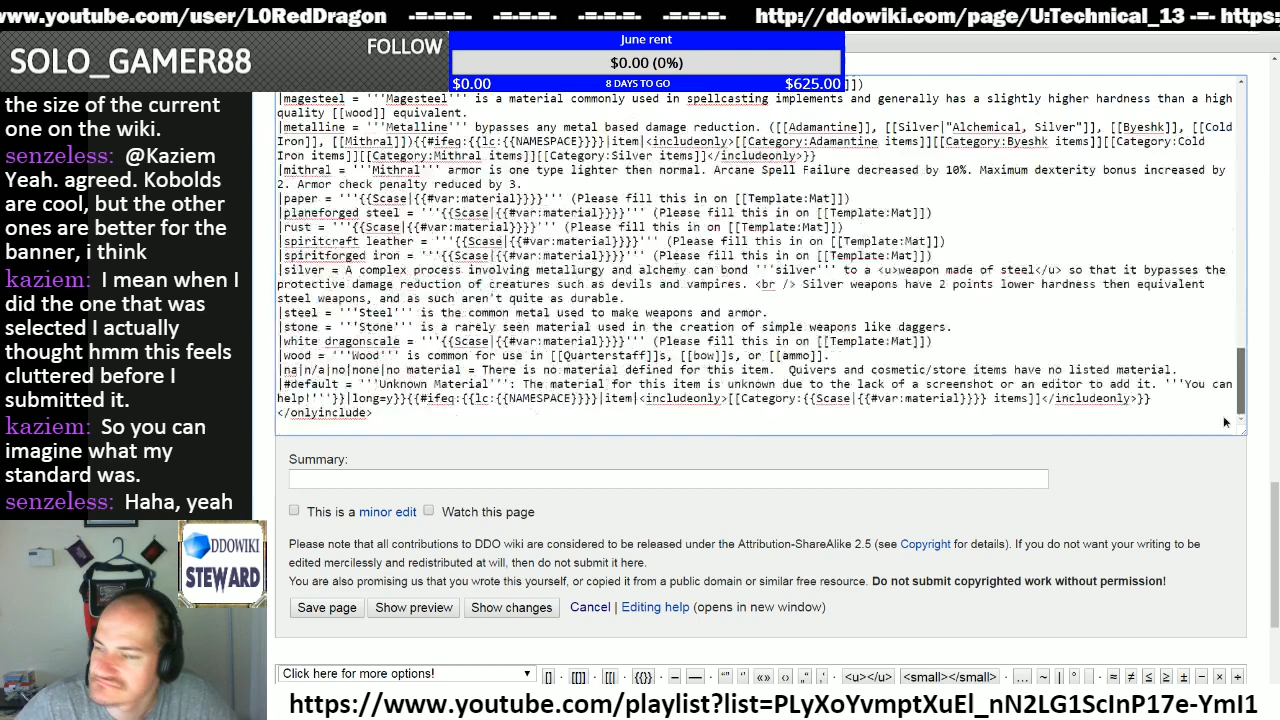 www.youtube.com/user/L0RedDragon -=-=-=- -=-=-=- -=-=-=- -=-=-=- http://ddowiki.com/page/U:Technical_13 -=- https:
SOLO_GAMER88
FOLLOW
June rent
$0.00 (0%)
$0.00 8 DAYS TO GO $625.00
the size of the current
one on the wiki.
senzeless: @Kaziem
Yeah. agreed. Kobolds
are cool, but the other
ones are better for the
banner, i think
kaziem: I mean when I
did the one that was
selected I actually
thought hmm this feels
cluttered before I
submitted it.
kaziem: So you can
imagine what my
standard was.
senzeless: Haha, yeah
|magesteel = '''Magesteel''' is a material commonly used in spellcasting implements and generally has a slightly higher hardness than a high
quality [[wood]] equivalent.
|metalline = '''Metalline''' bypasses any metal based damage reduction. ([[Adamantine]], [[Silver|"Alchemical, Silver"]], [[Byeshk]], [[Cold
Iron]], [[Mithral]]){{#ifeq:{{lc:{{NAMESPACE}}}}|item|<includeonly>[[Category:Adamantine items]][[Category:Byeshk items]][[Category:Cold
Iron items]][[Category:Mithral items]][[Category:Silver items]]</includeonly>}}
|mithral = '''Mithral''' armor is one type lighter then normal. Arcane Spell Failure decreased by 10%. Maximum dexterity bonus increased by
2. Armor check penalty reduced by 3.
|paper = '''{{Scase|{{#var:material}}}}''' (Please fill this in on [[Template:Mat]])
|planeforged steel = '''{{Scase|{{#var:material}}}}''' (Please fill this in on [[Template:Mat]])
|rust = '''{{Scase|{{#var:material}}}}''' (Please fill this in on [[Template:Mat]])
|spiritcraft leather = '''{{Scase|{{#var:material}}}}''' (Please fill this in on [[Template:Mat]])
|spiritforged iron = '''{{Scase|{{#var:material}}}}''' (Please fill this in on [[Template:Mat]])
|silver = A complex process involving metallurgy and alchemy can bond '''silver''' to a <u>weapon made of steel</u> so that it bypasses the
protective damage reduction of creatures such as devils and vampires. <br /> Silver weapons have 2 points lower hardness then equivalent
steel weapons, and as such aren't quite as durable.
|steel = '''Steel''' is the common metal used to make weapons and armor.
|stone = '''Stone''' is a rarely seen material used in the creation of simple weapons like daggers.
|white dragonscale = '''{{Scase|{{#var:material}}}}''' (Please fill this in on [[Template:Mat]])
|wood = '''Wood''' is common for use in [[Quarterstaff]]s, [[bow]]s, or [[ammo]].
|na|n/a|no|none|no material = There is no material defined for this item.  Quivers and cosmetic/store items have no listed material.
|#default = '''Unknown Material''': The material for this item is unknown due to the lack of a screenshot or an editor to add it. '''You can
help!'''}}|long=y}}{{#ifeq:{{lc:{{NAMESPACE}}}}|item|<includeonly>[[Category:{{Scase|{{#var:material}}}} items]]</includeonly>}}
</onlyinclude>
Summary:
This is a minor edit Watch this page
Please note that all contributions to DDO wiki are considered to be released under the Attribution-ShareAlike 2.5 (see Copyright for details). If you do not want your writing to be
edited mercilessly and redistributed at will, then do not submit it here.
You are also promising us that you wrote this yourself, or copied it from a public domain or similar free resource. Do not submit copyrighted work without permission!
Save page Show preview Show changes Cancel | Editing help (opens in new window)
DDOWIKI
STEWARD
Click here for more options! [] · [[]] · [[| · {{}} · – — · “” · ‘’ · «» · ‹› · „“ · ‚‘ · <u></u> · <small></small> · … ~ | ° ≈ ≠ ≤ ≥ ± − × ÷
https://www.youtube.com/playlist?list=PLyXoYvmptXuEl_nN2LG1ScInP17e-YmI1